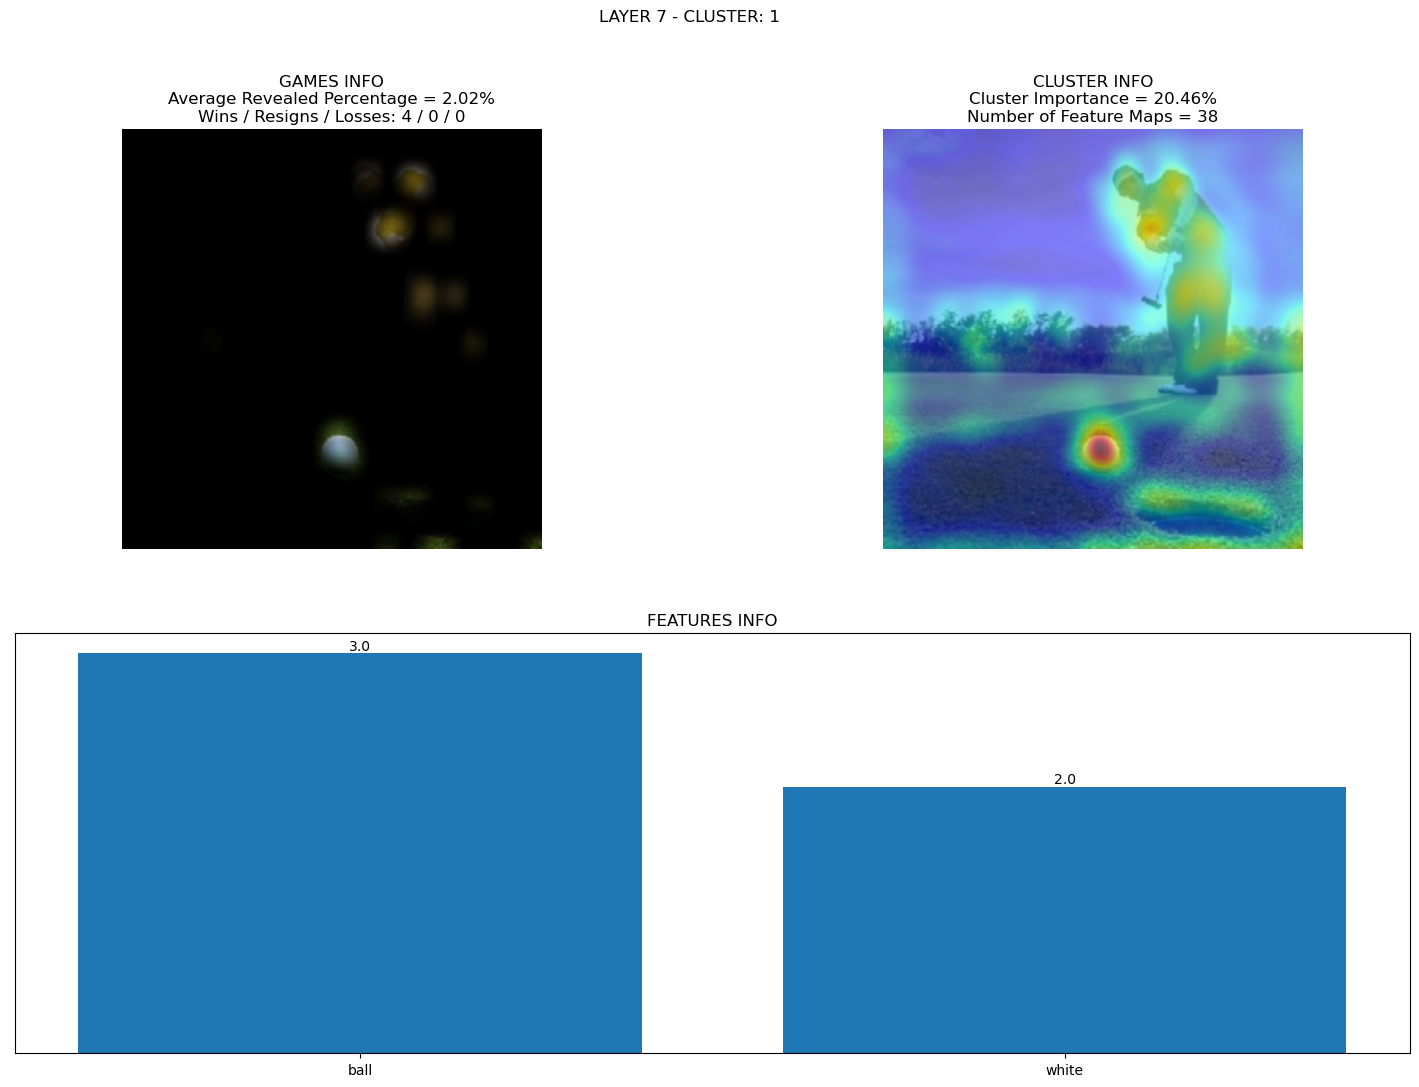 LAYER 7 - CLUSTER: 1
GAMES INFO
Average Revealed Percentage = 2.02%
Wins / Resigns / Losses: 4 / 0 / 0
CLUSTER INFO
Cluster Importance = 20.46%
Number of Feature Maps = 38
FEATURES INFO
3.0
2.0
ball
white